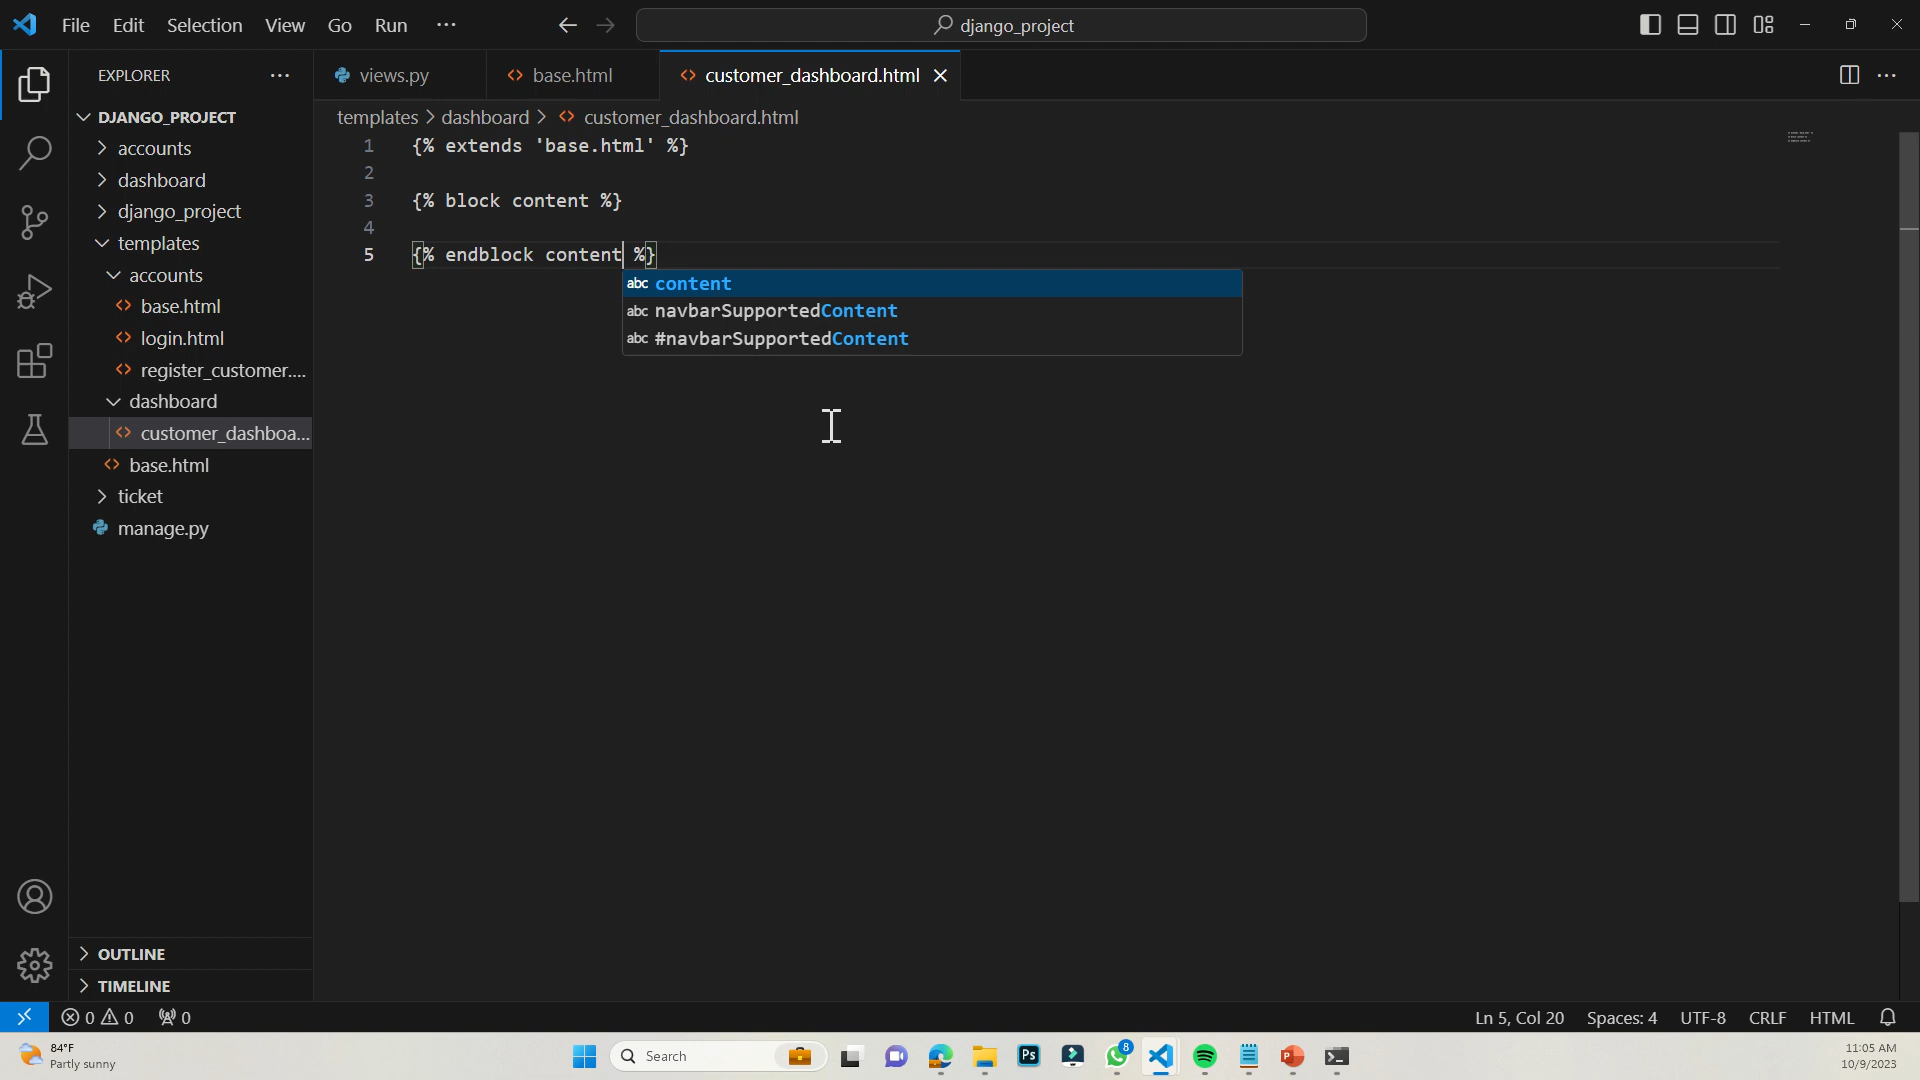 File Edit Selection View Go Run ···
django_project
EXPLORER ···
DJANGO_PROJECT
accounts
dashboard
django_project
templates
accounts
base.html
login.html
register_customer....
dashboard
customer_dashboa...
base.html
ticket
manage.py
OUTLINE
TIMELINE
views.py base.html customer_dashboard.html
templates > dashboard > customer_dashboard.html
1 {% extends 'base.html' %}
2
3 {% block content %}
4
5 {% endblock content %}
abc content
abc navbarSupportedContent
abc #navbarSupportedContent
0 0 0
Ln 5, Col 20 Spaces: 4 UTF-8 CRLF HTML
84°F
Partly sunny
Search
Ps
8
P
11:05 AM
10/9/2023